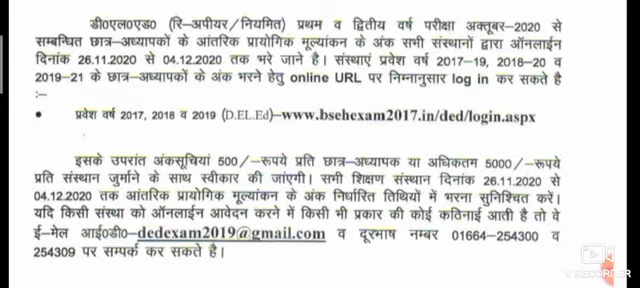 डी०एल०एड० (रि-अपीयर/नियमित) प्रथम व द्वितीय वर्ष परीक्षा अक्तूबर-2020 से
सम्बन्धित छात्र-अध्यापकों के आंतरिक प्रायोगिक मूल्यांकन के अंक सभी संस्थानों द्वारा ऑनलाईन
दिनांक 26.11.2020 से 04.12.2020 तक भरे जाने है। संस्थाएं प्रवेश वर्ष 2017-19, 2018-20 व
2019-21 के छात्र-अध्यापकों के अंक भरने हेतु online URL पर निम्नानुसार log in कर सकते है
:-
• प्रवेश वर्ष 2017, 2018 व 2019 (D.EL.Ed)-www.bsehexam2017.in/ded/login.aspx
इसके उपरांत अंकसूचियां 500/-रूपये प्रति छात्र-अध्यापक या अधिकतम 5000/-रूपये
प्रति संस्थान जुर्माने के साथ स्वीकार की जाएंगी। सभी शिक्षण संस्थान दिनांक 26.11.2020 से
04.12.2020 तक आंतरिक प्रायोगिक मूल्यांकन के अंक निर्धारित तिथियों में भरना सुनिश्चित करें।
यदि किसी संस्था को ऑनलाईन आवेदन करने में किसी भी प्रकार की कोई कठिनाई आती है तो वे
ई-मेल आई०डी०-dedexam2019@gmail.com व दूरभाष नम्बर 01664-254300 व
254309 पर सम्पर्क कर सकते है।
V RECORDER